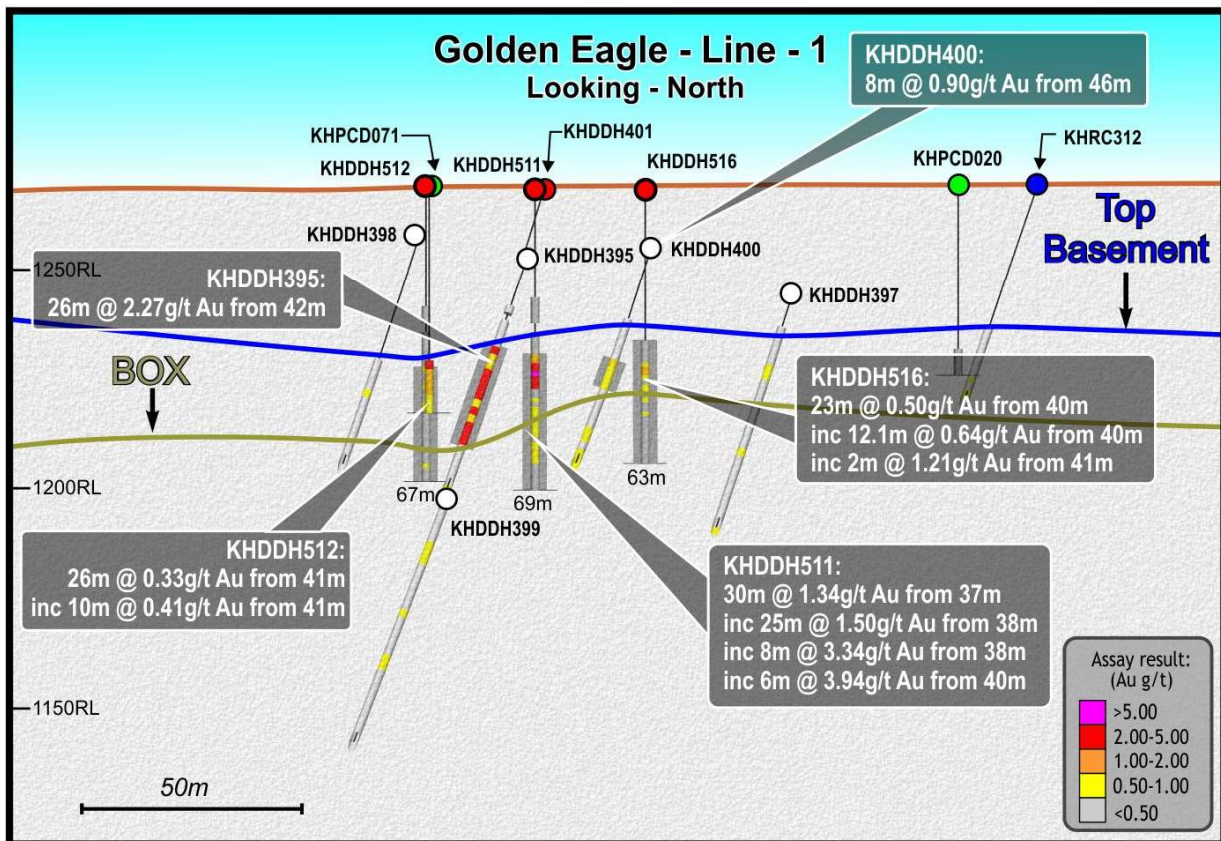 Golden Eagle - Line - 1
Looking - North
KHDDH400:
8m @ 0.90g/t Au from 46m
KHPCD071
KHDDH401
KHDDH512
KHDDH511
KHDDH516
KHPCD020
KHRC312
KHDDH398
KHDDH395
KHDDH400
Top
Basement
1250RL
KHDDH395:
26m @ 2.27g/t Au from 42m
KHDDH397
BOX
KHDDH516:
23m @ 0.50g/t Au from 40m
inc 12.1m @ 0.64g/t Au from 40m
inc 2m @ 1.21g/t Au from 41m
1200RL
67m
69m
63m
KHDDH399
KHDDH512:
26m @ 0.33g/t Au from 41m
inc 10m @ 0.41g/t Au from 41m
KHDDH511:
30m @ 1.34g/t Au from 37m
inc 25m @ 1.50g/t Au from 38m
inc 8m @ 3.34g/t Au from 38m
inc 6m @ 3.94g/t Au from 40m
1150RL
50m
Assay result:
(Au g/t)
>5.00
2.00-5.00
1.00-2.00
0.50-1.00
<0.50